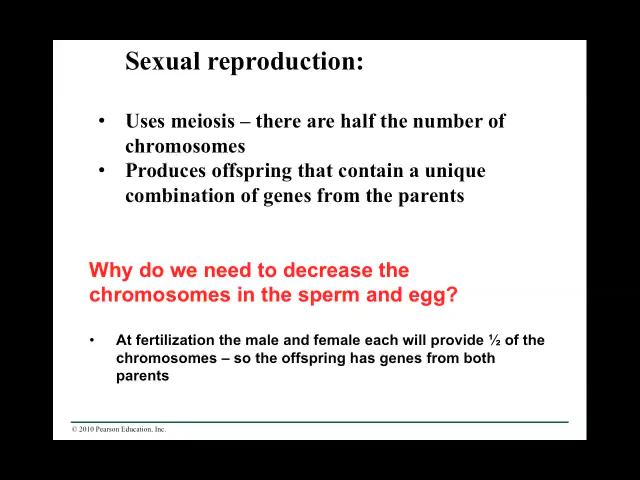 Sexual reproduction:
• Uses meiosis – there are half the number of
chromosomes
• Produces offspring that contain a unique
combination of genes from the parents
Why do we need to decrease the
chromosomes in the sperm and egg?
• At fertilization the male and female each will provide ½ of the
chromosomes – so the offspring has genes from both
parents
© 2010 Pearson Education, Inc.